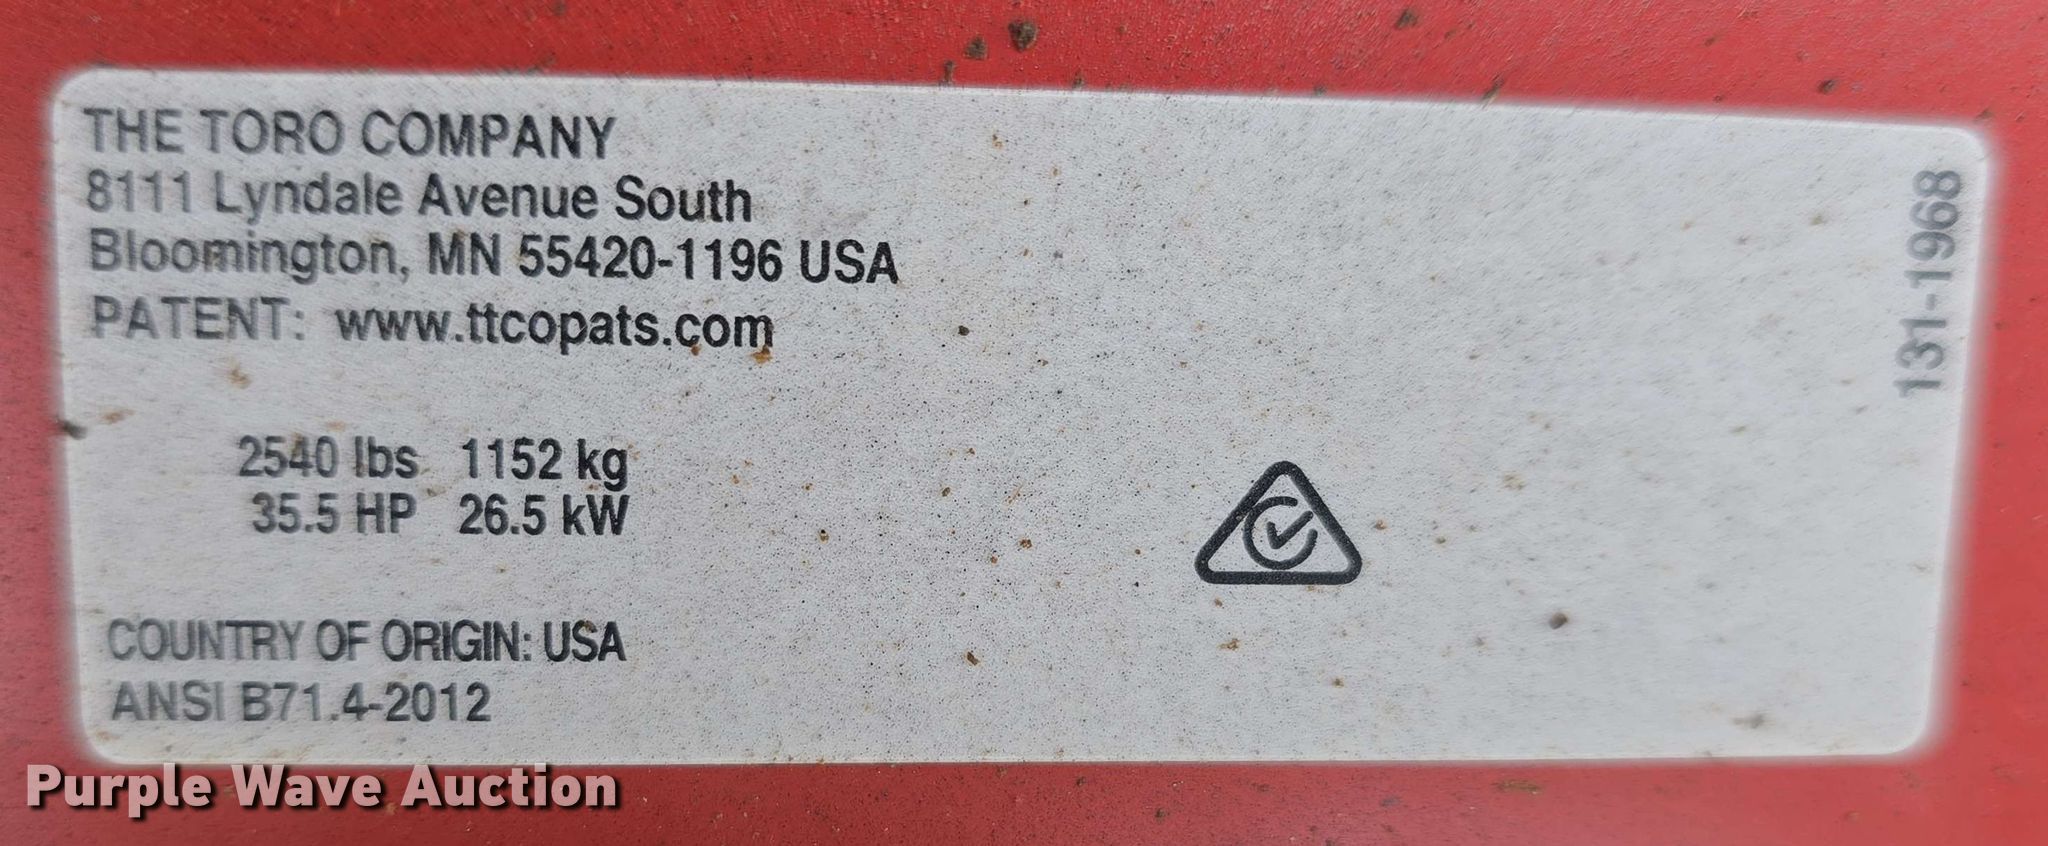 THE TORO COMPANY
8111 Lyndale Avenue South
Bloomington, MN 55420-1196 USA
PATENT: www.ttcopats.com
2540 lbs 1152 kg
35.5 HP 26.5 kW
COUNTRY OF ORIGIN: USA
ANSI B71.4-2012
131-1968
Purple Wave Auction